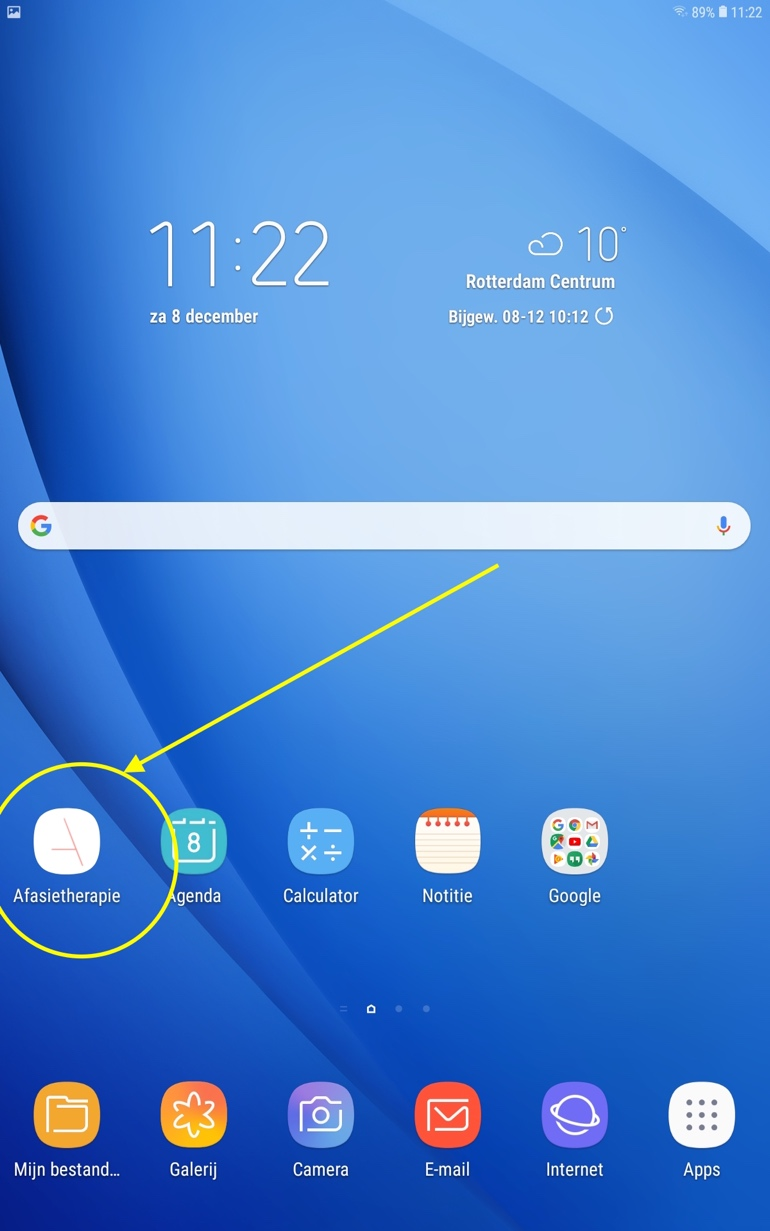 89% 11:22
11:22
za 8 december
10°
Rotterdam Centrum
Bijgew. 08-12 10:12
8
Afasietherapie
Agenda
Calculator
Notitie
Google
Mijn bestand...
Galerij
Camera
E-mail
Internet
Apps